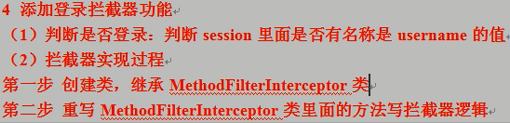 4 添加登录拦截器功能
（1）判断是否登录：判断 session 里面是否有名称是 username 的值
（2）拦截器实现过程
第一步 创建类，继承 MethodFilterInterceptor 类
第二步 重写 MethodFilterInterceptor 类里面的方法写拦截器逻辑